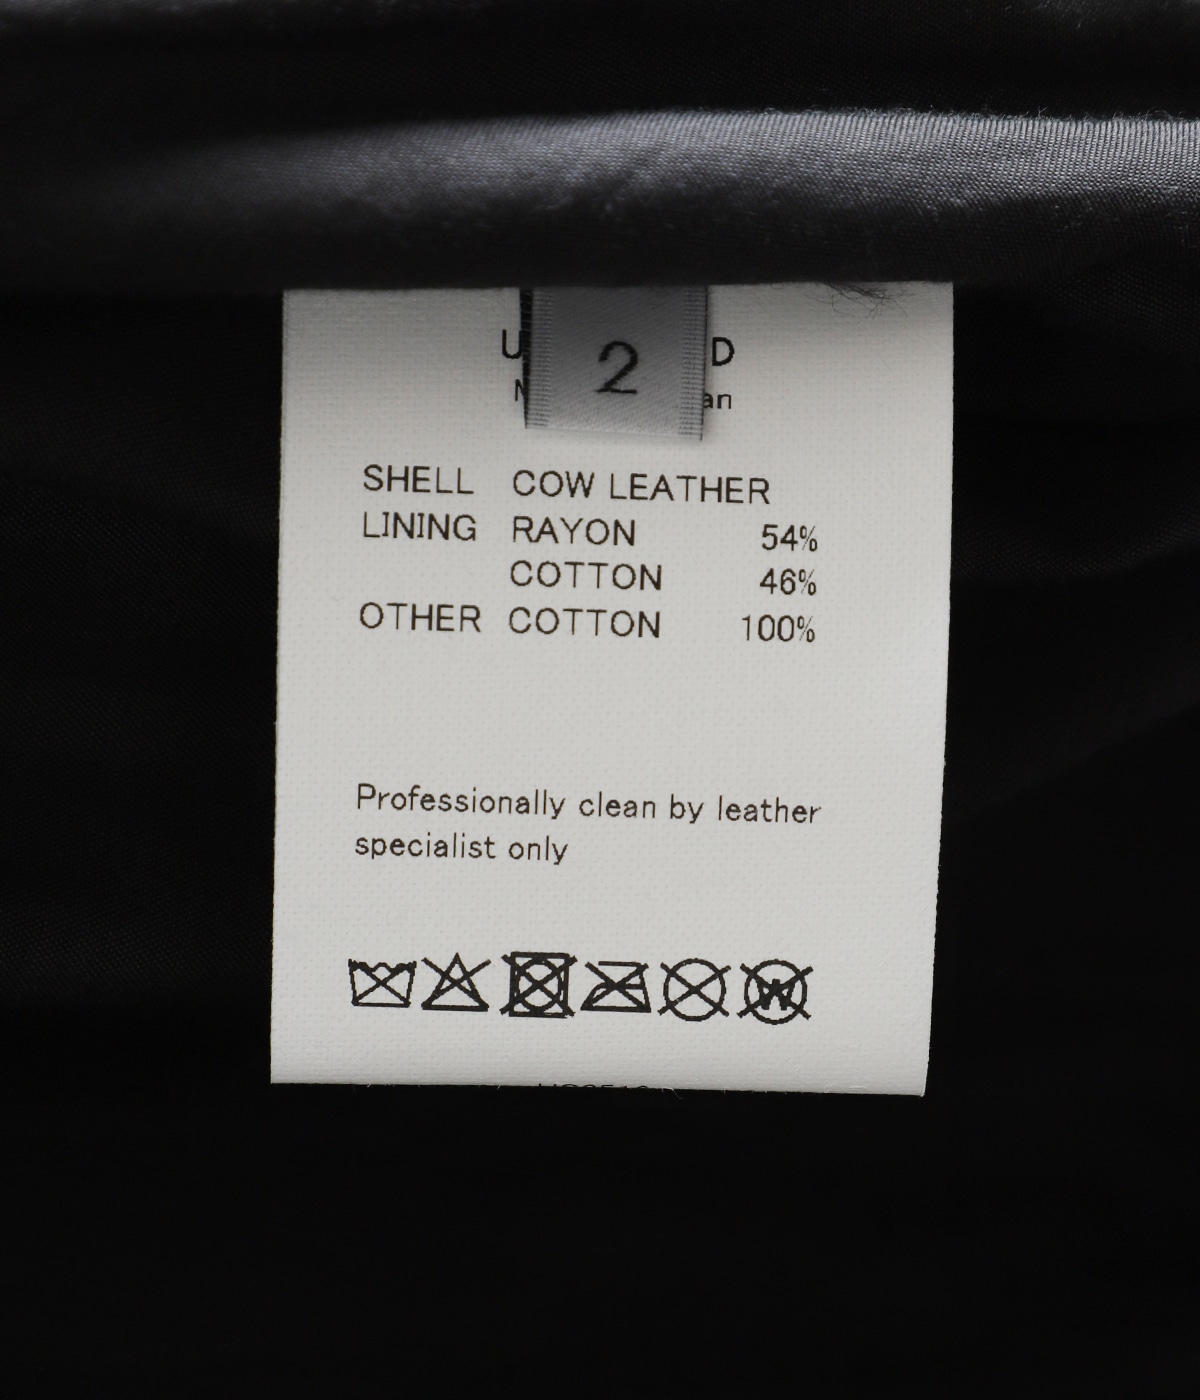 2
SHELL COW LEATHER
LINING RAYON 54%
COTTON 46%
OTHER COTTON 100%
Professionally clean by leather
specialist only
W